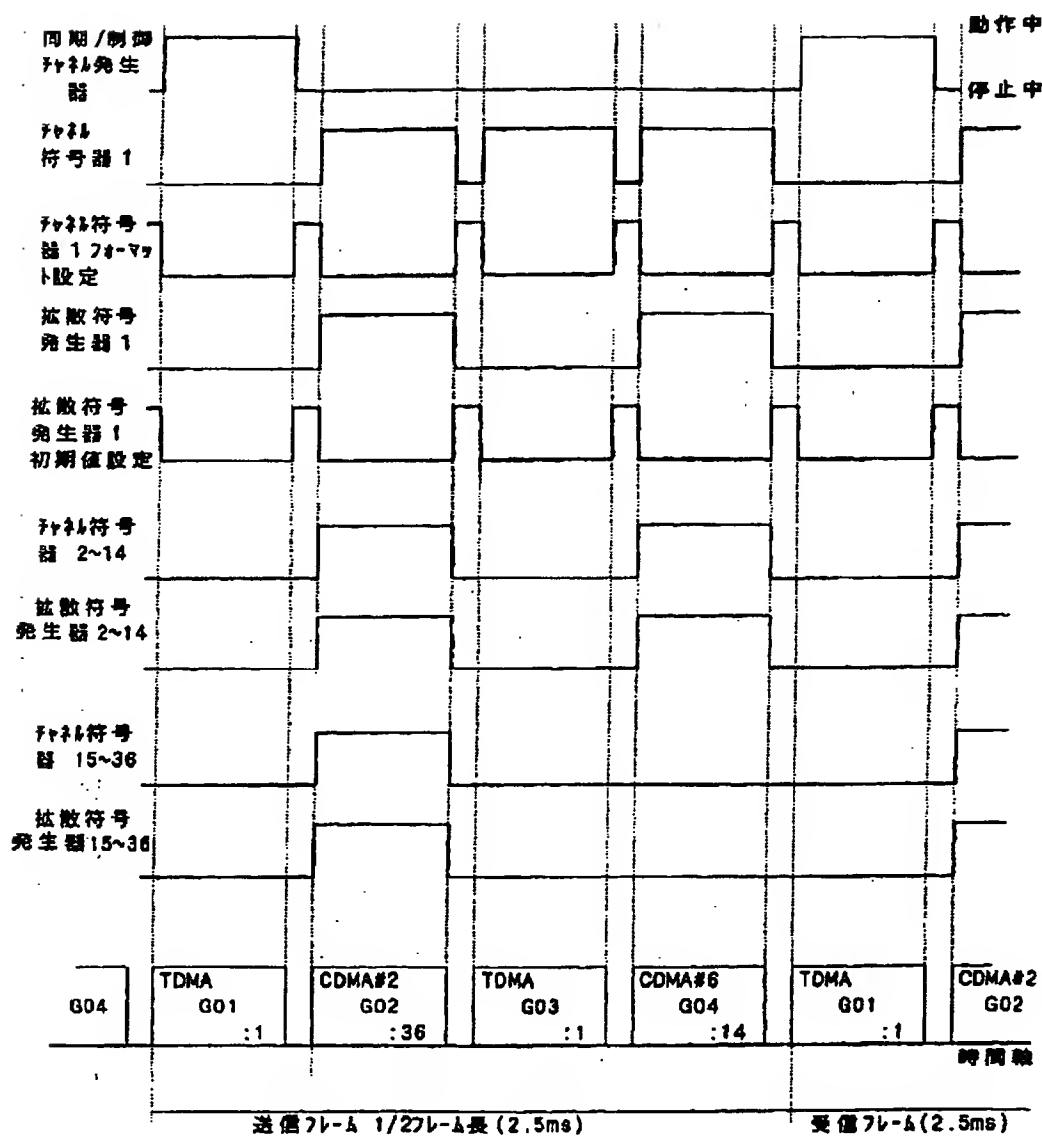 動作中
同期/制御
チャネル発生
器
停止中
チャネル
符号器1
チャネル符号
器1フォーマッ
ト設定
拡散符号
発生器1
拡散符号
発生器1
初期値設定
チャネル符号
器 2~14
拡散符号
発生器2~14
チャネル符号
器 15~36
拡散符号
発生器15~36
G04
TDMA
G01
:1
CDMA#2
G02
:36
TDMA
G03
:1
CDMA#6
G04
:14
TDMA
G01
:1
CDMA#2
G02
時間軸
送信フレーム 1/2フレーム長(2.5ms)
受信フレーム(2.5ms)